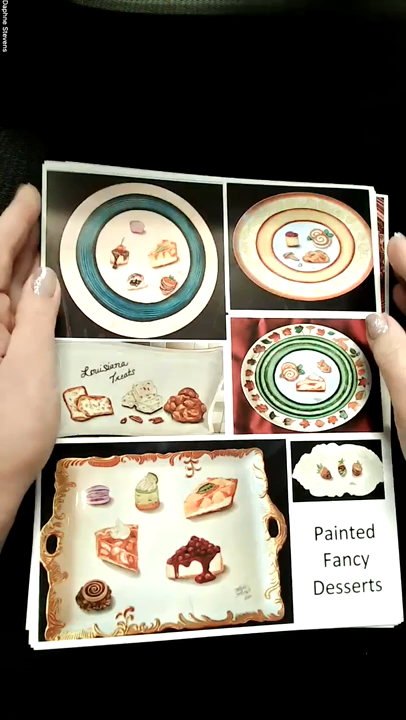 Daphne Stevens
Louisiana
Treats
Painted
Fancy
Desserts